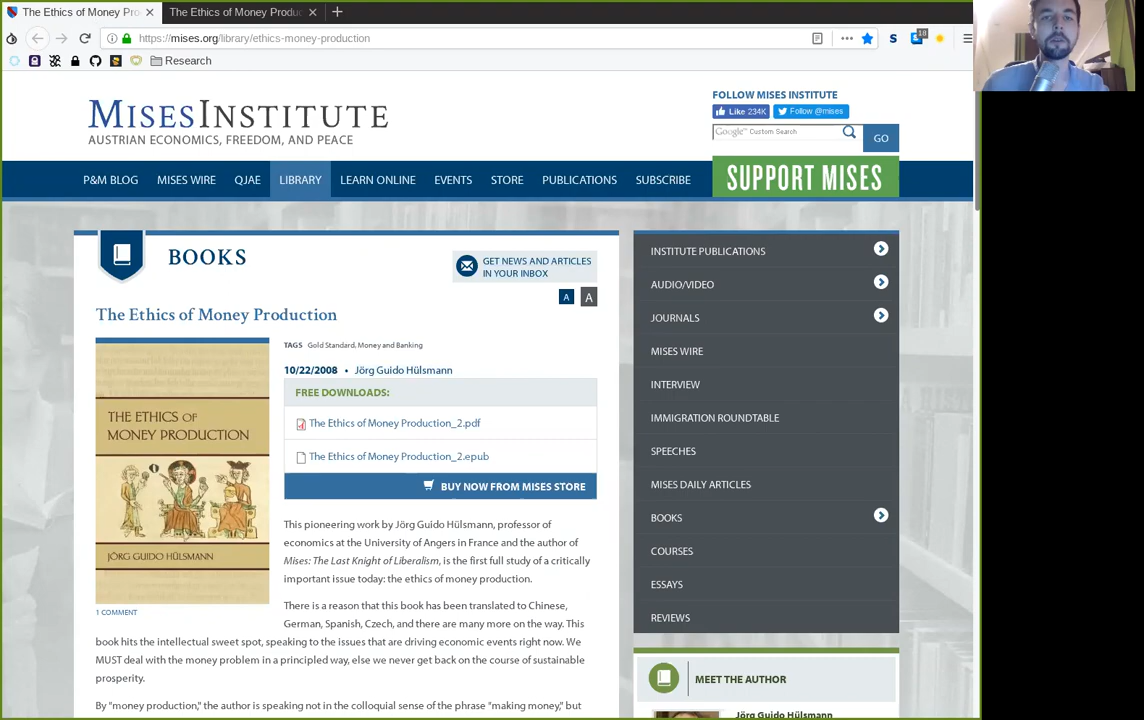 The Ethics of Money Pro
The Ethics of Money Produc
https://mises.org/library/ethics-money-production
S
18
Research
MISESINSTITUTE
AUSTRIAN ECONOMICS, FREEDOM, AND PEACE
FOLLOW MISES INSTITUTE
Like 234K
Follow @mises
Google™ Custom Search
GO
P&M BLOG
MISES WIRE
QJAE
LIBRARY
LEARN ONLINE
EVENTS
STORE
PUBLICATIONS
SUBSCRIBE
SUPPORT MISES
BOOKS
GET NEWS AND ARTICLES
IN YOUR INBOX
A
A
The Ethics of Money Production
THE ETHICS OF
MONEY PRODUCTION
JÖRG GUIDO HÜLSMANN
1 COMMENT
TAGS Gold Standard, Money and Banking
10/22/2008 • Jörg Guido Hülsmann
FREE DOWNLOADS:
The Ethics of Money Production_2.pdf
The Ethics of Money Production_2.epub
BUY NOW FROM MISES STORE
This pioneering work by Jörg Guido Hülsmann, professor of
economics at the University of Angers in France and the author of
Mises: The Last Knight of Liberalism, is the first full study of a critically
important issue today: the ethics of money production.
There is a reason that this book has been translated to Chinese,
German, Spanish, Czech, and there are many more on the way. This
book hits the intellectual sweet spot, speaking to the issues that are driving economic events right now. We
MUST deal with the money problem in a principled way, else we never get back on the course of sustainable
prosperity.
By "money production," the author is speaking not in the colloquial sense of the phrase "making money," but
INSTITUTE PUBLICATIONS
AUDIO/VIDEO
JOURNALS
MISES WIRE
INTERVIEW
IMMIGRATION ROUNDTABLE
SPEECHES
MISES DAILY ARTICLES
BOOKS
COURSES
ESSAYS
REVIEWS
MEET THE AUTHOR
Jörg Guido Hülsmann